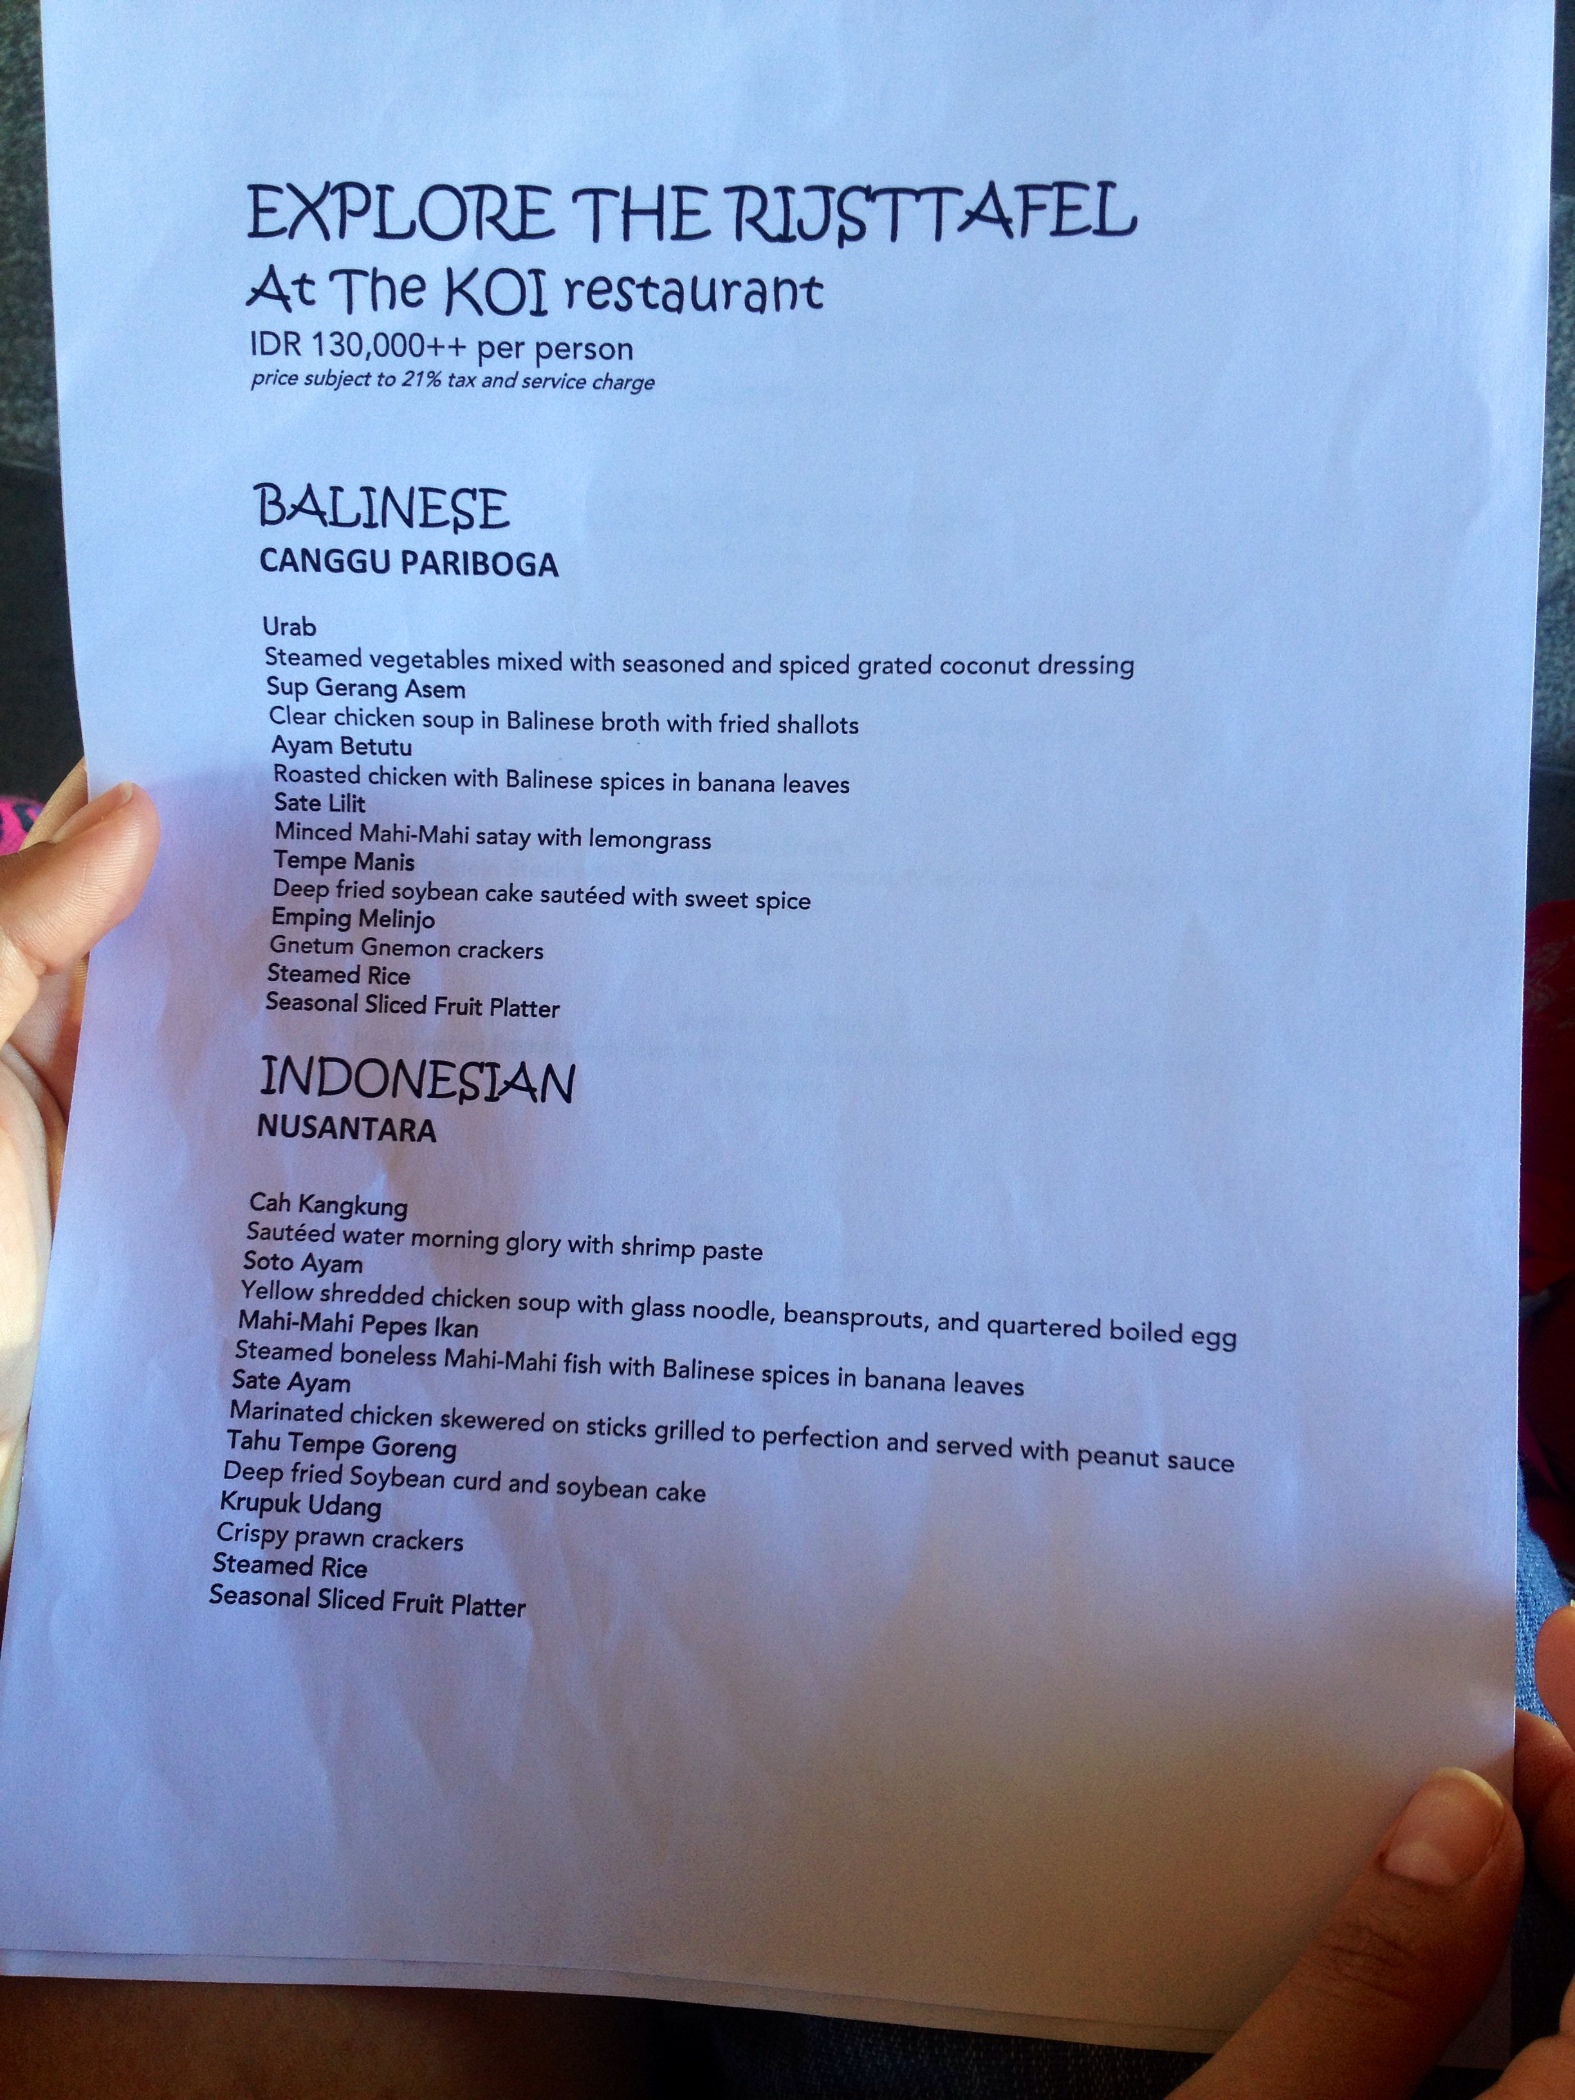 EXPLORE THE RIJSTTAFEL
At The KOI restaurant
IDR 130,000++ per person
price subject to 21% tax and service charge
BALINESE
CANGGU PARIBOGA
Urab
Steamed vegetables mixed with seasoned and spiced grated coconut dressing
Sup Gerang Asem
Clear chicken soup in Balinese broth with fried shallots
Ayam Betutu
Roasted chicken with Balinese spices in banana leaves
Sate Lilit
Minced Mahi-Mahi satay with lemongrass
Tempe Manis
Deep fried soybean cake sautéed with sweet spice
Emping Melinjo
Gnetum Gnemon crackers
Steamed Rice
Seasonal Sliced Fruit Platter
INDONESIAN
NUSANTARA
Cah Kangkung
Sautéed water morning glory with shrimp paste
Soto Ayam
Yellow shredded chicken soup with glass noodle, beansprouts, and quartered boiled egg
Mahi-Mahi Pepes Ikan
Steamed boneless Mahi-Mahi fish with Balinese spices in banana leaves
Sate Ayam
Marinated chicken skewered on sticks grilled to perfection and served with peanut sauce
Tahu Tempe Goreng
Deep fried Soybean curd and soybean cake
Krupuk Udang
Crispy prawn crackers
Steamed Rice
Seasonal Sliced Fruit Platter